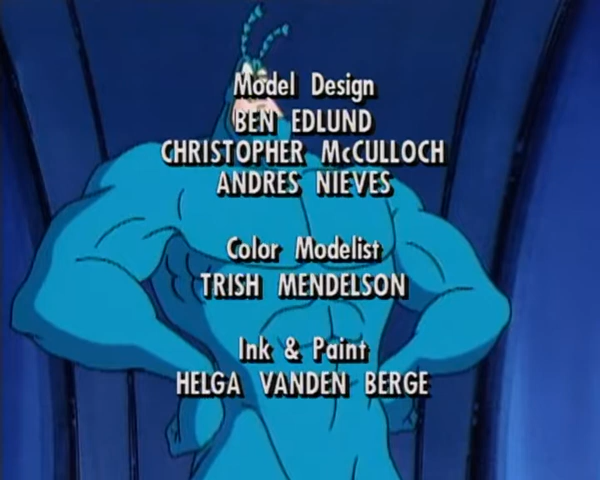 Model Design
BEN EDLUND
CHRISTOPHER McCULLOCH
ANDRES NIEVES
Color Modelist
TRISH MENDELSON
Ink & Paint
HELGA VANDEN BERGE